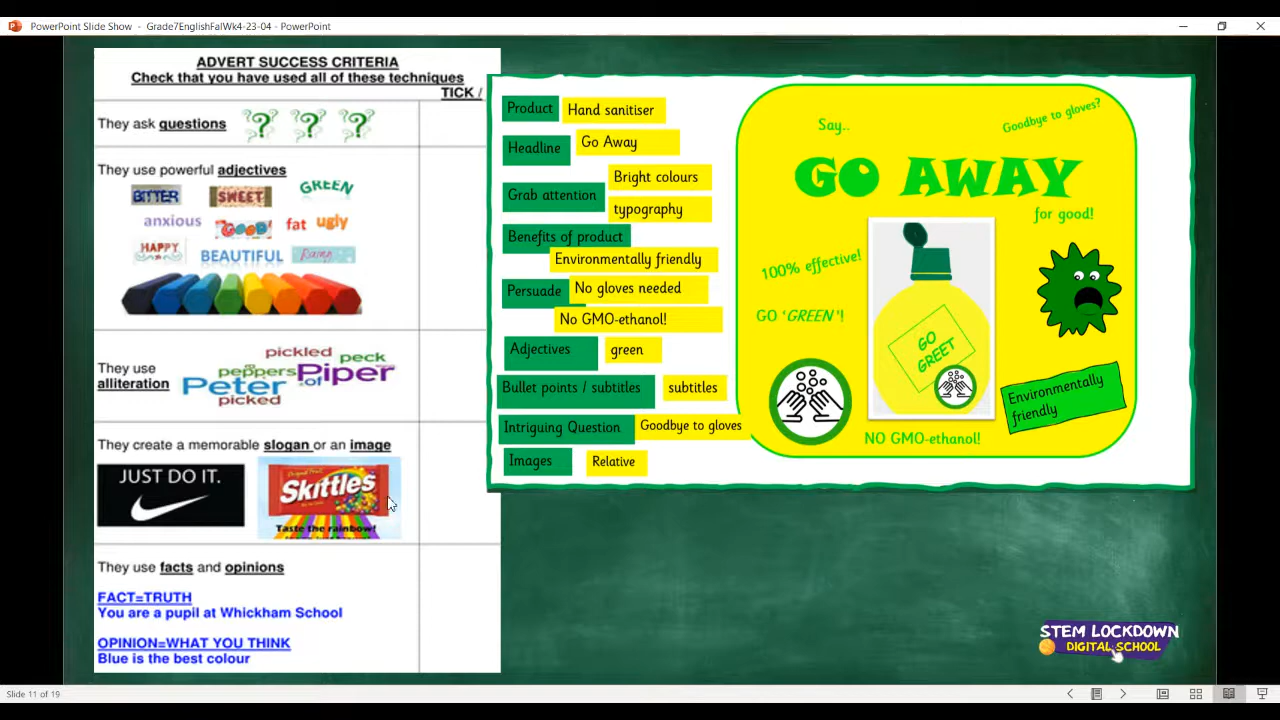 PowerPoint Slide Show - Grade7EnglishFalWk4-23-04 - PowerPoint
ADVERT SUCCESS CRITERIA
Check that you have used all of these techniques
TICK /
They ask questions
? ? ?
They use powerful adjectives
BITTER
SWEET
GREEN
anxious
GOOD
fat
ugly
HAPPY
BEAUTIFUL
Rainy
They use
alliteration
pickled
peck
peppers
Piper
Peter
of
picked
They create a memorable slogan or an image
JUST DO IT.
Skittles
Taste the rainbow!
They use facts and opinions
FACT=TRUTH
You are a pupil at Whickham School
OPINION=WHAT YOU THINK
Blue is the best colour
Product
Hand sanitiser
Headline
Go Away
Grab attention
Bright colours
typography
Benefits of product
Environmentally friendly
Persuade
No gloves needed
No GMO-ethanol!
Adjectives
green
Bullet points / subtitles
subtitles
Intriguing Question
Goodbye to gloves
Images
Relative
Say..
Goodbye to gloves?
GO AWAY
for good!
100% effective!
GO 'GREEN'!
GO
GREET
Environmentally
friendly
NO GMO-ethanol!
STEM LOCKDOWN
DIGITAL SCHOOL
Slide 11 of 19